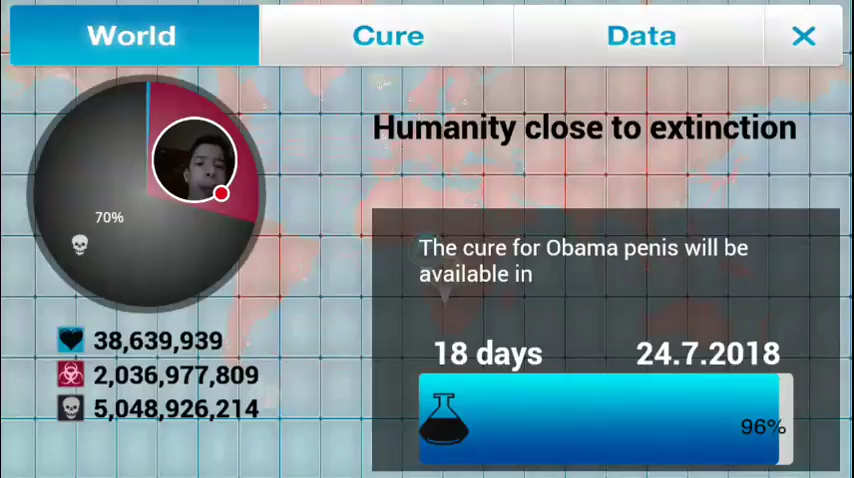 World
Cure
Data
Humanity close to extinction
70%
The cure for Obama penis will be
available in
18 days
24.7.2018
96%
38,639,939
2,036,977,809
5,048,926,214